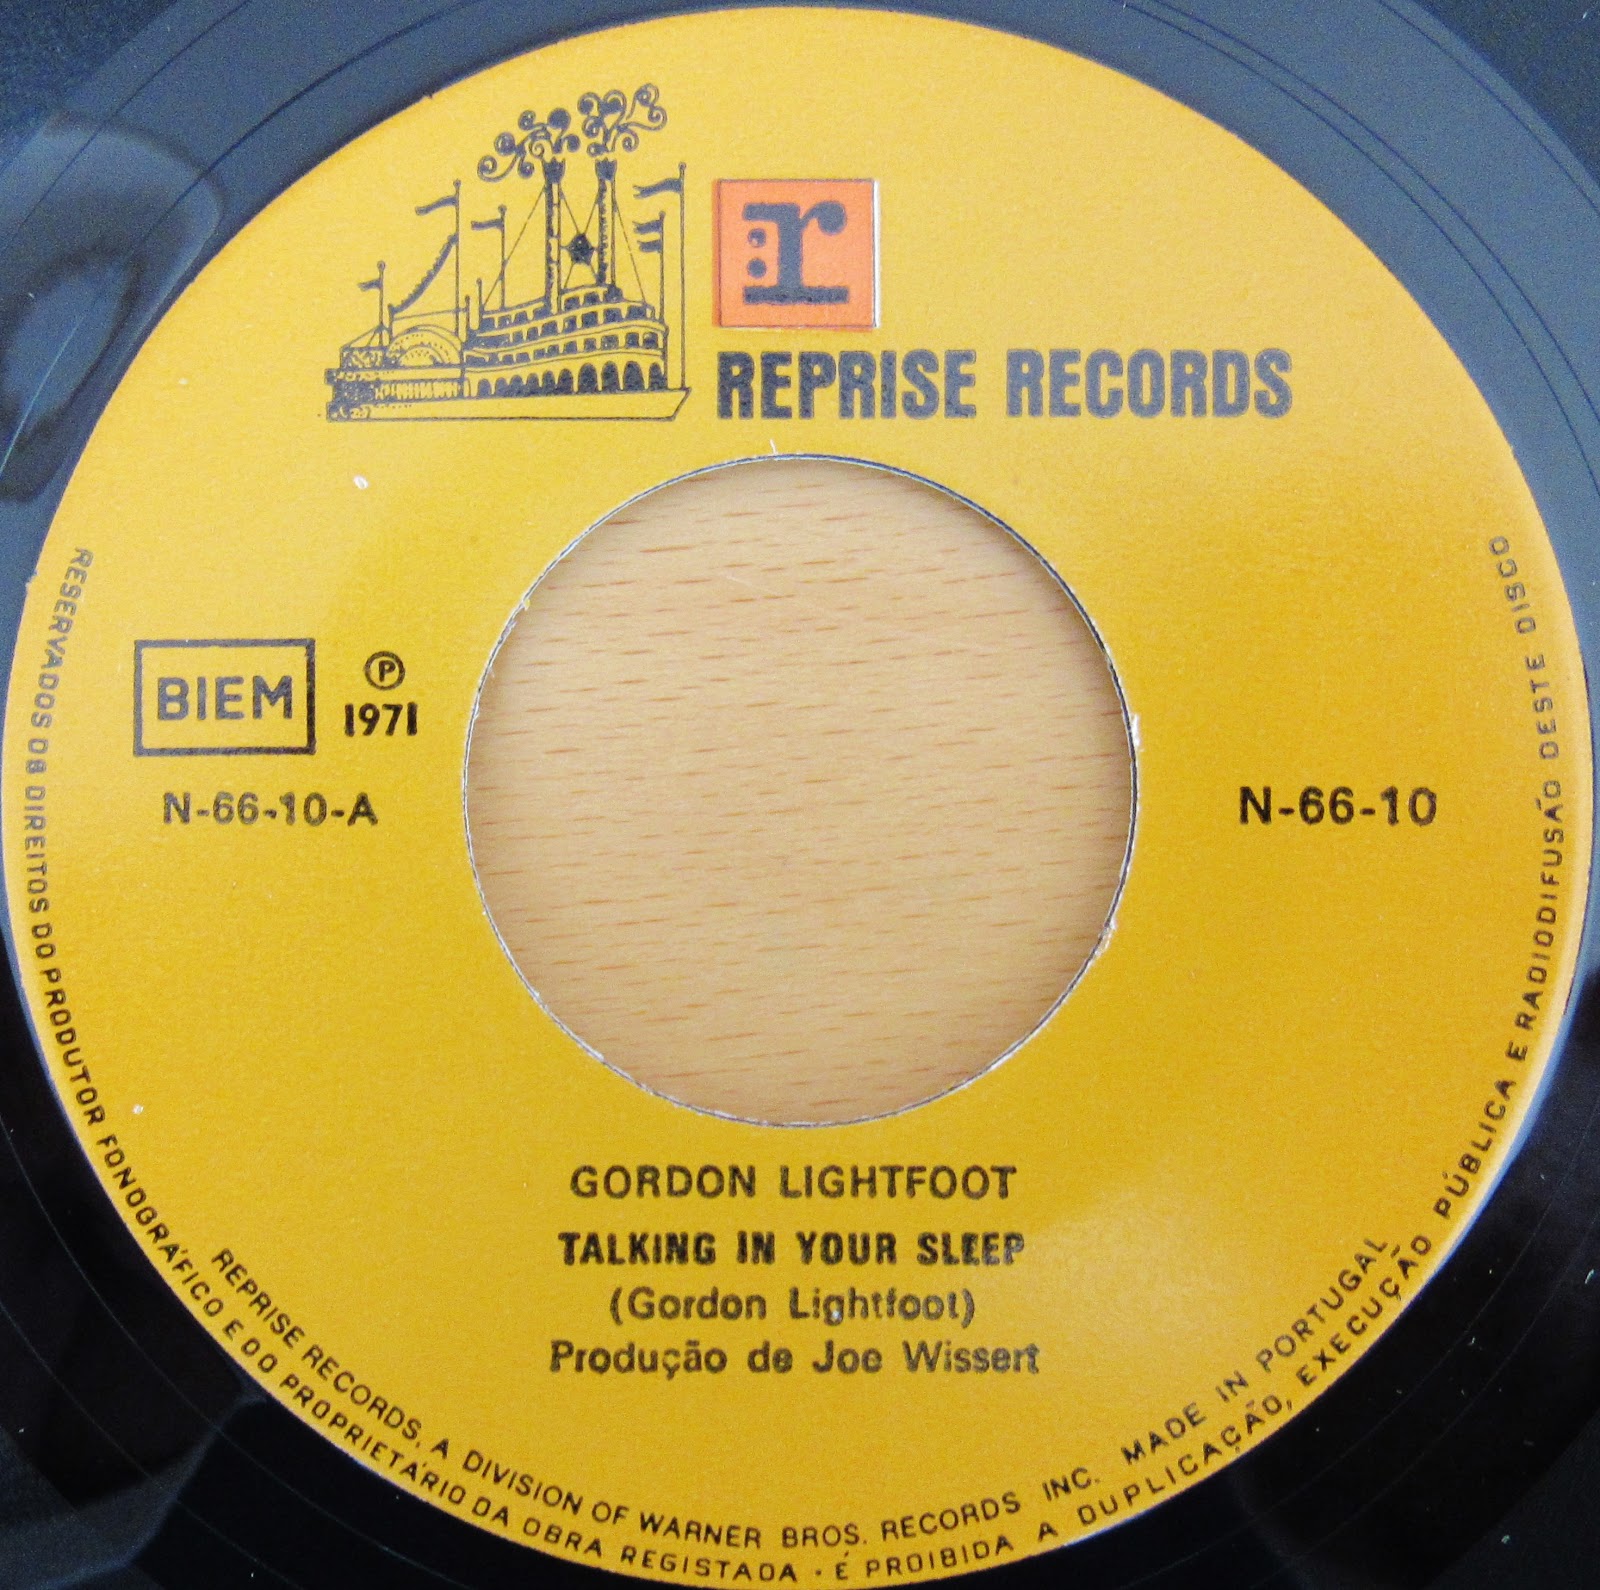 r:
REPRISE RECORDS
BIEM
Ⓟ
1971
N-66-10-A
N-66-10
GORDON LIGHTFOOT
TALKING IN YOUR SLEEP
(Gordon Lightfoot)
Produção de Joe Wissert
REPRISE RECORDS, A DIVISION OF WARNER BROS. RECORDS INC. MADE IN PORTUGAL
RESERVADOS OS DIREITOS DO PRODUTOR FONOGRÁFICO E DO PROPRIETÁRIO DA OBRA REGISTADA · É PROIBIDA A DUPLICAÇÃO, EXECUÇÃO PÚBLICA E RADIODIFUSÃO DESTE DISCO